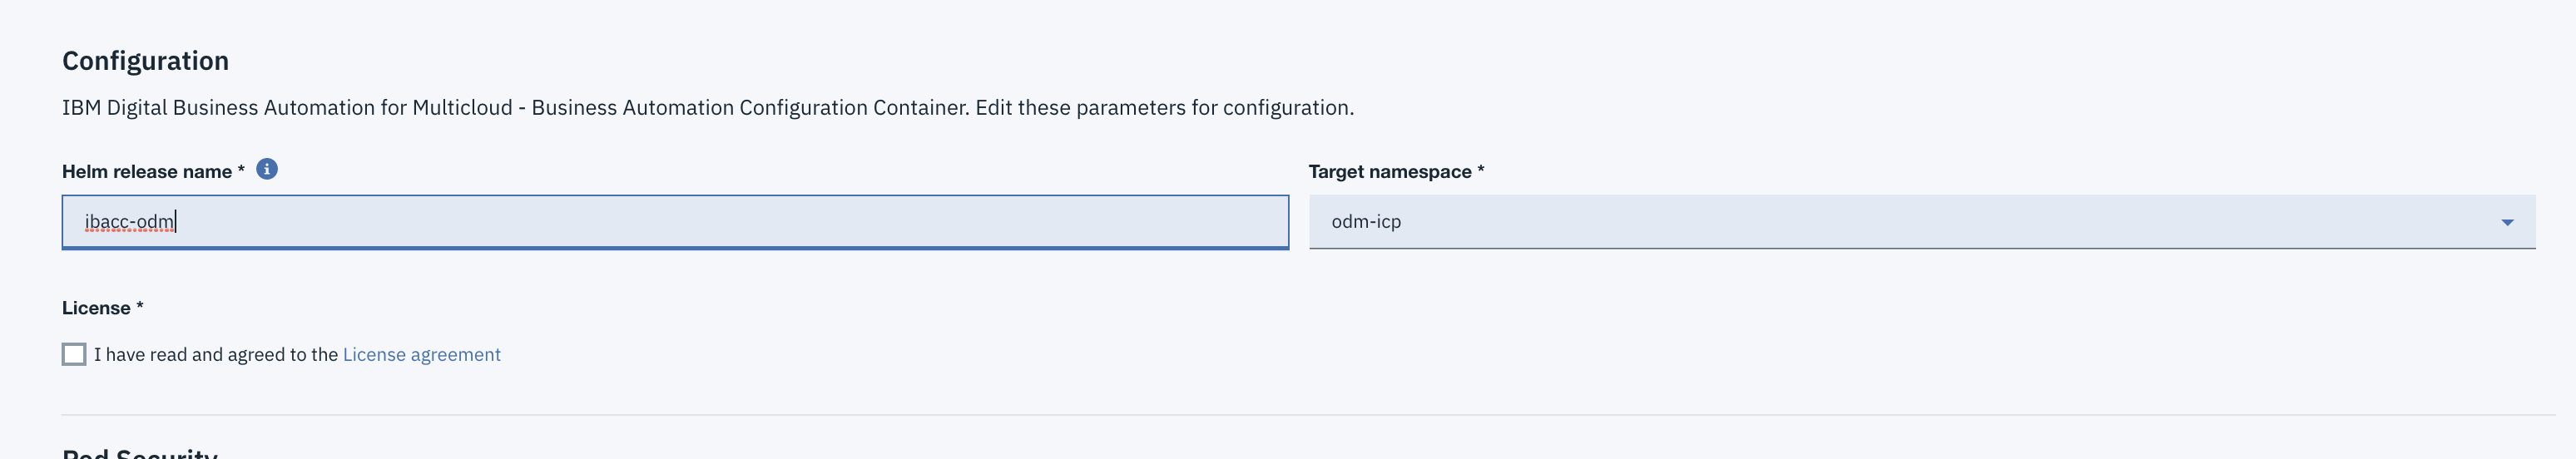 Configuration
IBM Digital Business Automation for Multicloud - Business Automation Configuration Container. Edit these parameters for configuration.
Helm release name *
Target namespace *
ibacc-odm
odm-icp
License *
I have read and agreed to the License agreement
Pod Security